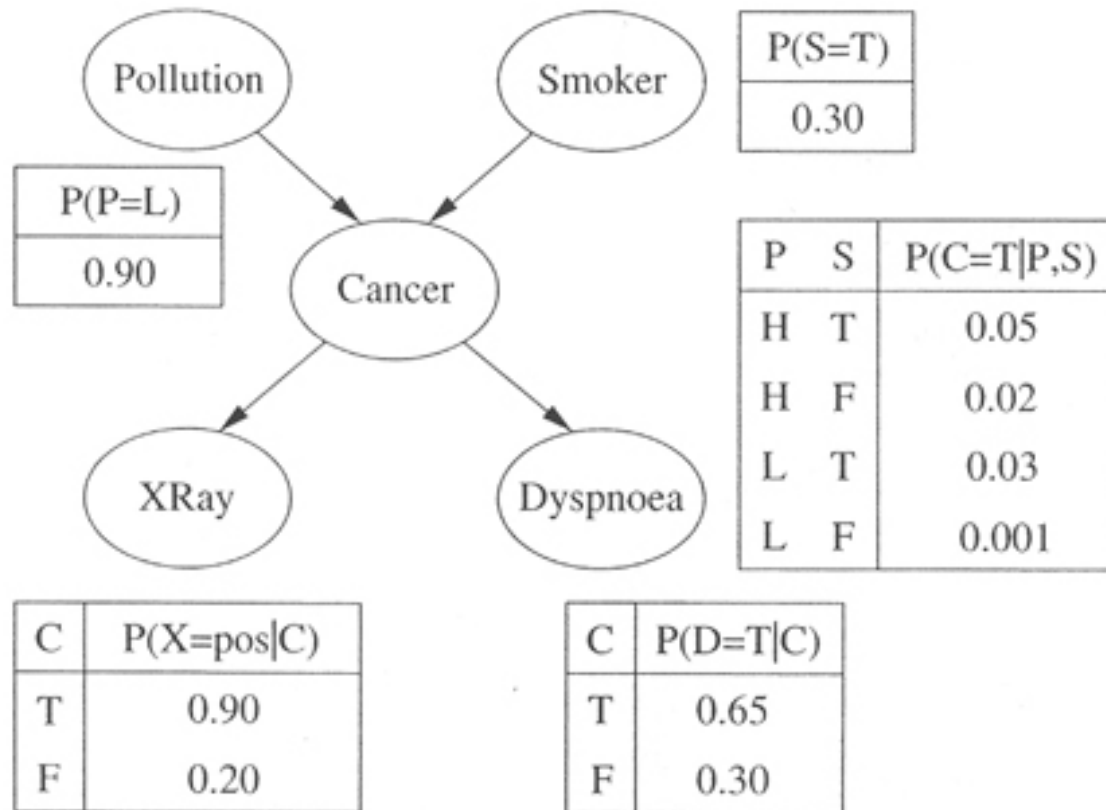 Pollution
Smoker
P(S=T)
0.30
P(P=L)
0.90
Cancer
P S P(C=T|P,S)
H T 0.05
H F 0.02
L T 0.03
L F 0.001
XRay
Dyspnoea
C P(X=pos|C)
T 0.90
F 0.20
C P(D=T|C)
T 0.65
F 0.30